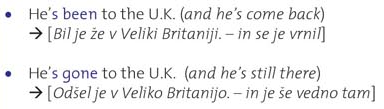 • He's been to the U.K. (and he's come back)
→ [Bil je že v Veliki Britaniji. – in se je vrnil]
• He's gone to the U.K.  (and he's still there)
→ [Odšel je v Veliko Britanijo. – in je še vedno tam]